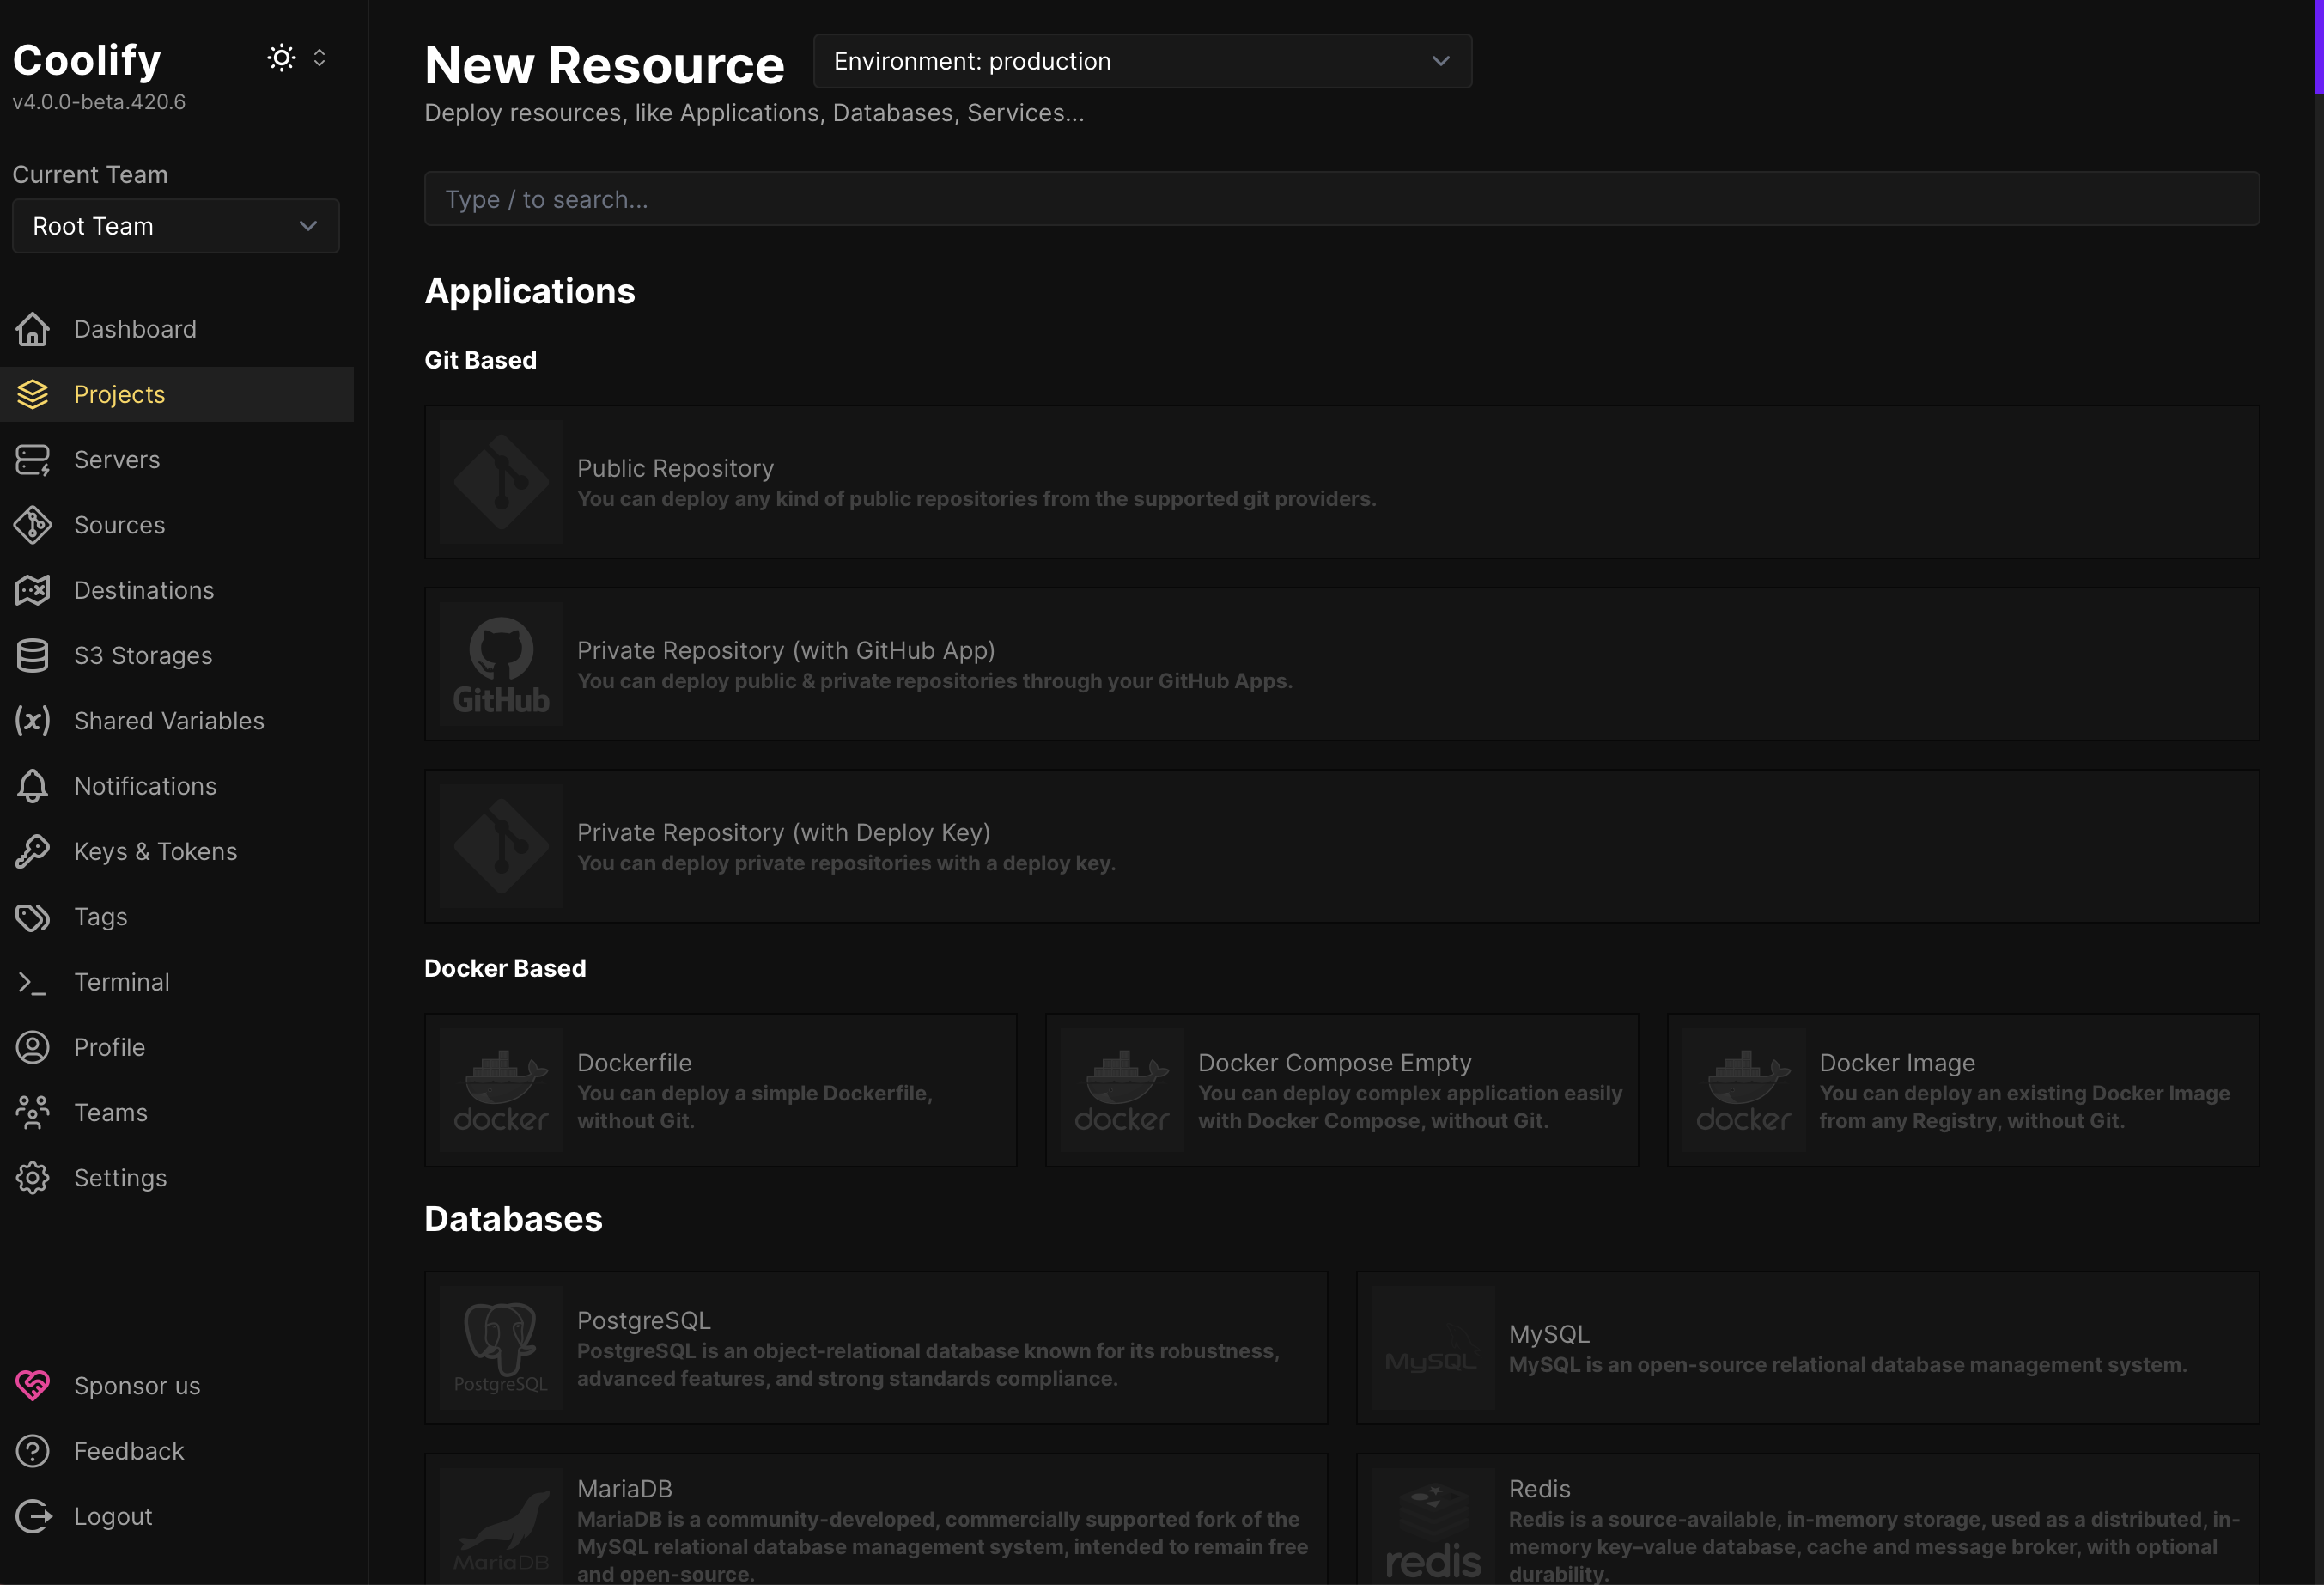 Coolify
v4.0.0-beta.420.6
Current Team
Root Team
Dashboard
Projects
Servers
Sources
Destinations
S3 Storages
Shared Variables
Notifications
Keys & Tokens
Tags
Terminal
Profile
Teams
Settings
Sponsor us
Feedback
Logout
New Resource
Environment: production
Deploy resources, like Applications, Databases, Services...
Type / to search...
Applications
Git Based
Public Repository
You can deploy any kind of public repositories from the supported git providers.
GitHub
Private Repository (with GitHub App)
You can deploy public & private repositories through your GitHub Apps.
Private Repository (with Deploy Key)
You can deploy private repositories with a deploy key.
Docker Based
docker
Dockerfile
You can deploy a simple Dockerfile,
without Git.
docker
Docker Compose Empty
You can deploy complex application easily
with Docker Compose, without Git.
docker
Docker Image
You can deploy an existing Docker Image
from any Registry, without Git.
Databases
PostgreSQL
PostgreSQL
PostgreSQL is an object-relational database known for its robustness,
advanced features, and strong standards compliance.
MySQL
MySQL
MySQL is an open-source relational database management system.
MariaDB
MariaDB
MariaDB is a community-developed, commercially supported fork of the
MySQL relational database management system, intended to remain free
and open-source.
redis
Redis
Redis is a source-available, in-memory storage, used as a distributed, in-
memory key–value database, cache and message broker, with optional
durability.